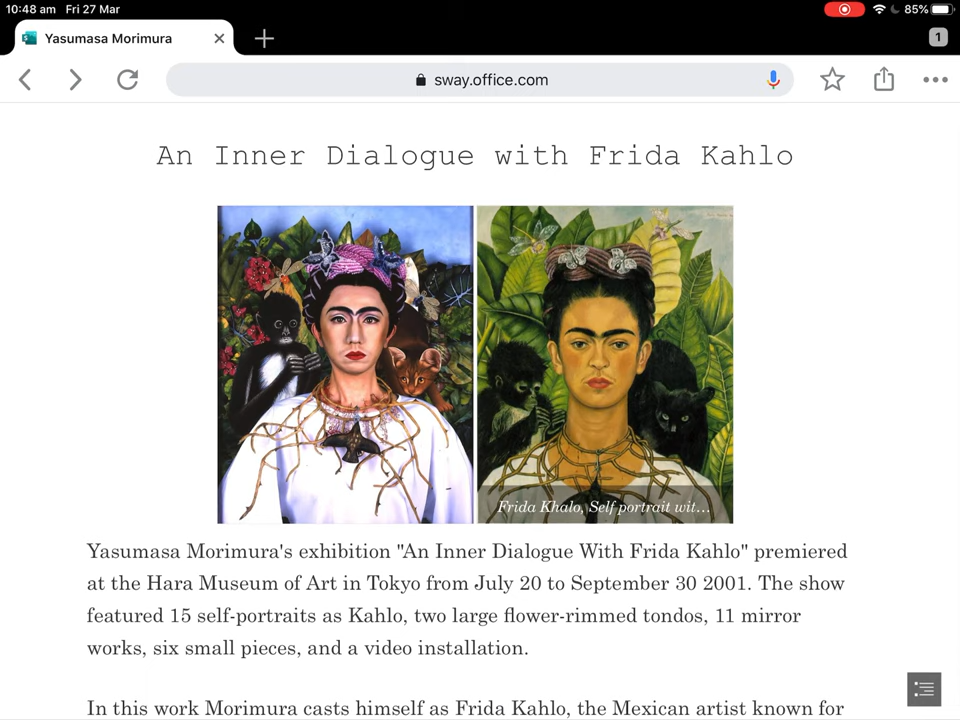 10:48 am Fri 27 Mar
85%
Yasumasa Morimura
1
sway.office.com
An Inner Dialogue with Frida Kahlo
Frida Khalo, Self portrait wit...
Yasumasa Morimura's exhibition "An Inner Dialogue With Frida Kahlo" premiered
at the Hara Museum of Art in Tokyo from July 20 to September 30 2001. The show
featured 15 self-portraits as Kahlo, two large flower-rimmed tondos, 11 mirror
works, six small pieces, and a video installation.
In this work Morimura casts himself as Frida Kahlo, the Mexican artist known for